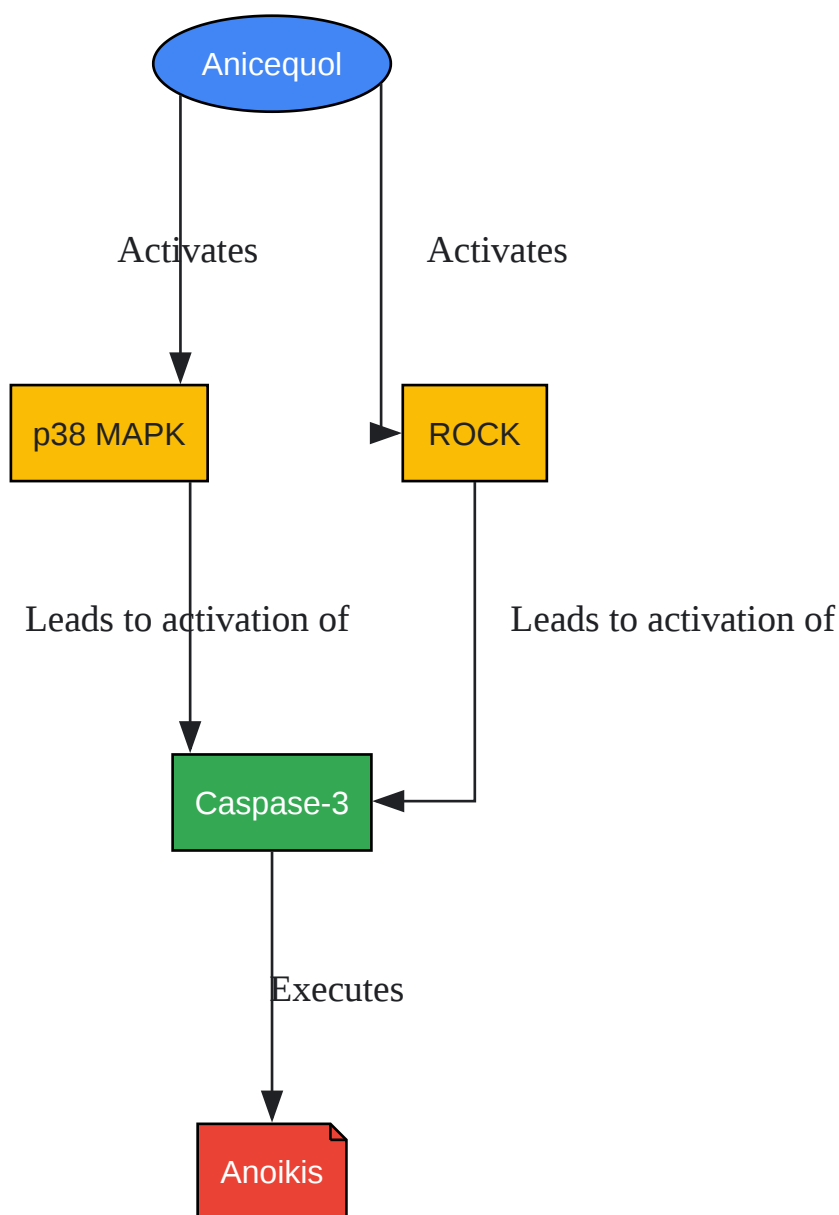 Anicequol
Activates
Activates
p38 MAPK
ROCK
Leads to activation of
Leads to activation of
Caspase-3
Executes
Anoikis